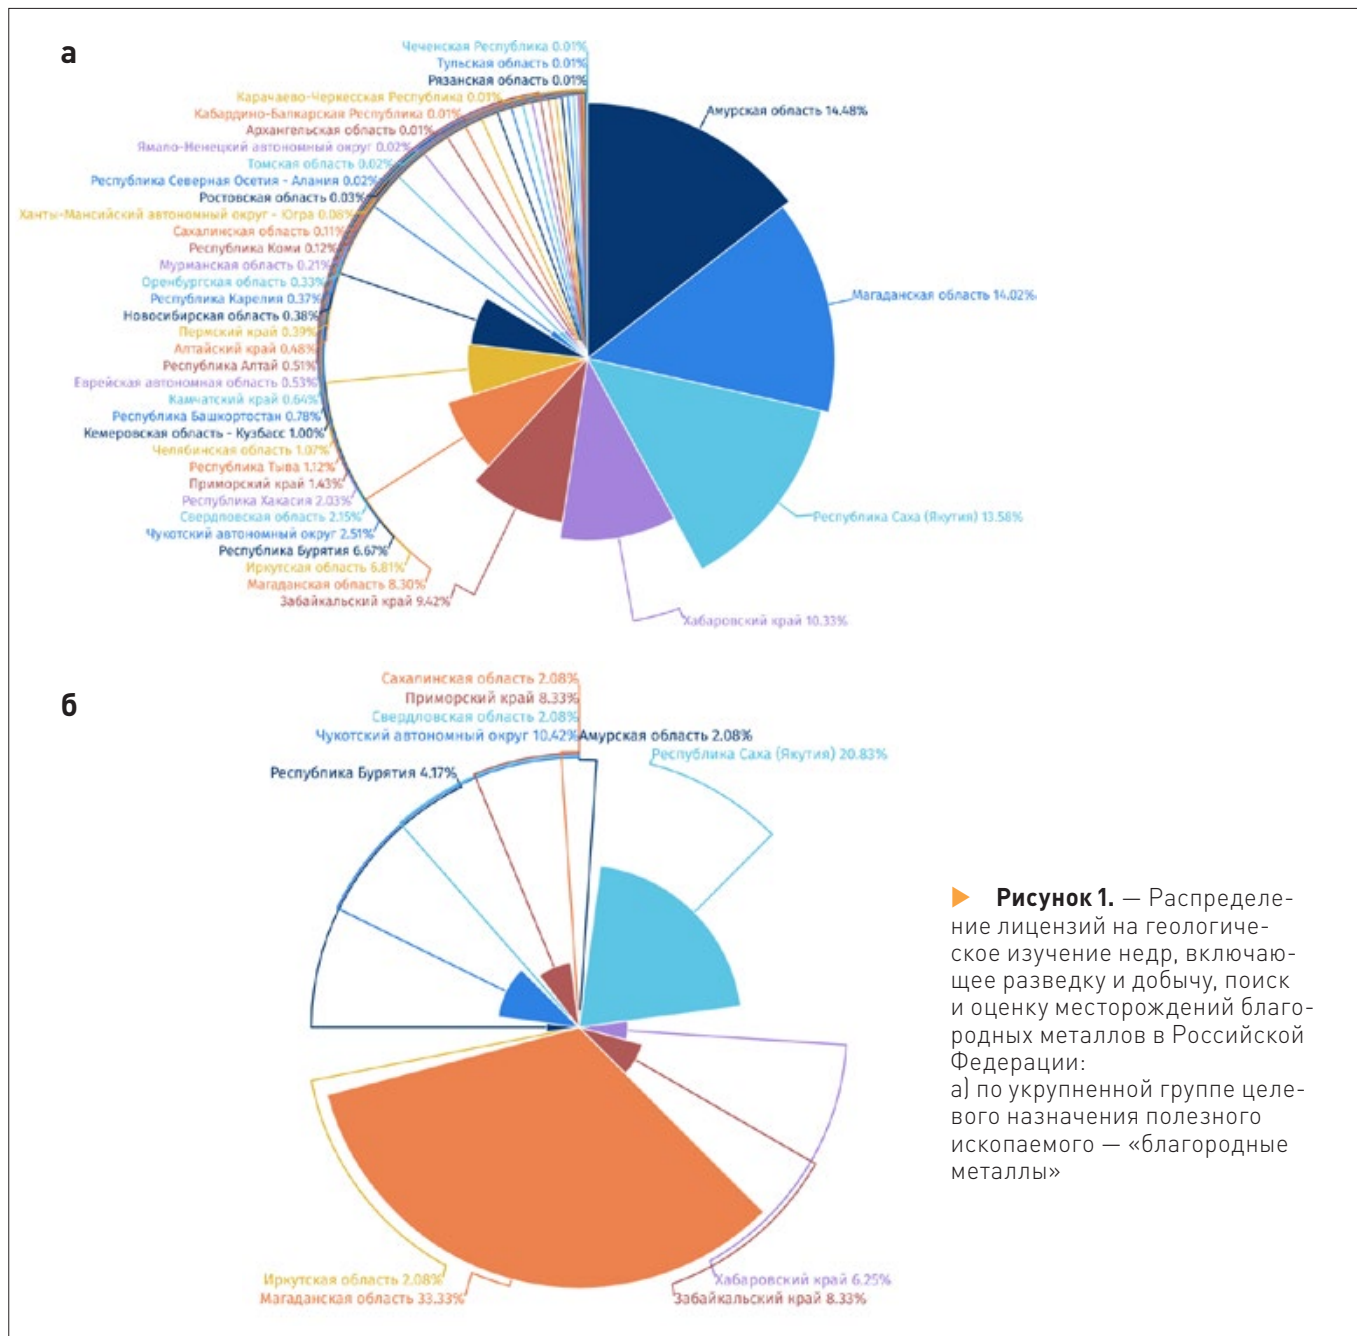 а
Чеченская Республика 0.01%
Тульская область 0.01%
Рязанская область 0.01%
Карачаево-Черкесская Республика 0.01%
Кабардино-Балкарская Республика 0.01%
Архангельская область 0.01%
Ямало-Ненецкий автономный округ 0.02%
Томская область 0.02%
Республика Северная Осетия - Алания 0.02%
Ростовская область 0.03%
Ханты-Мансийский автономный округ - Югра 0.08%
Сахалинская область 0.11%
Республика Коми 0.12%
Мурманская область 0.21%
Оренбургская область 0.33%
Республика Карелия 0.37%
Новосибирская область 0.38%
Пермский край 0.39%
Алтайский край 0.48%
Республика Алтай 0.51%
Еврейская автономная область 0.53%
Камчатский край 0.64%
Республика Башкортостан 0.78%
Кемеровская область - Кузбасс 1.00%
Челябинская область 1.07%
Республика Тыва 1.12%
Приморский край 1.43%
Республика Хакасия 2.03%
Свердловская область 2.15%
Чукотский автономный округ 2.51%
Республика Бурятия 6.67%
Иркутская область 6.81%
Магаданская область 8.30%
Забайкальский край 9.42%
Амурская область 14.48%
Магаданская область 14.02%
Республика Саха (Якутия) 13.58%
Хабаровский край 10.33%
б
Сахалинская область 2.08%
Приморский край 8.33%
Свердловская область 2.08%
Чукотский автономный округ 10.42%
Амурская область 2.08%
Республика Саха (Якутия) 20.83%
Республика Бурятия 4.17%
Иркутская область 2.08%
Магаданская область 33.33%
Хабаровский край 6.25%
Забайкальский край 8.33%
Рисунок 1. — Распределе-
ние лицензий на геологиче-
ское изучение недр, включаю-
щее разведку и добычу, поиск
и оценку месторождений благо-
родных металлов в Российской
Федерации:
а) по укрупненной группе целе-
вого назначения полезного
ископаемого — «благородные
металлы»